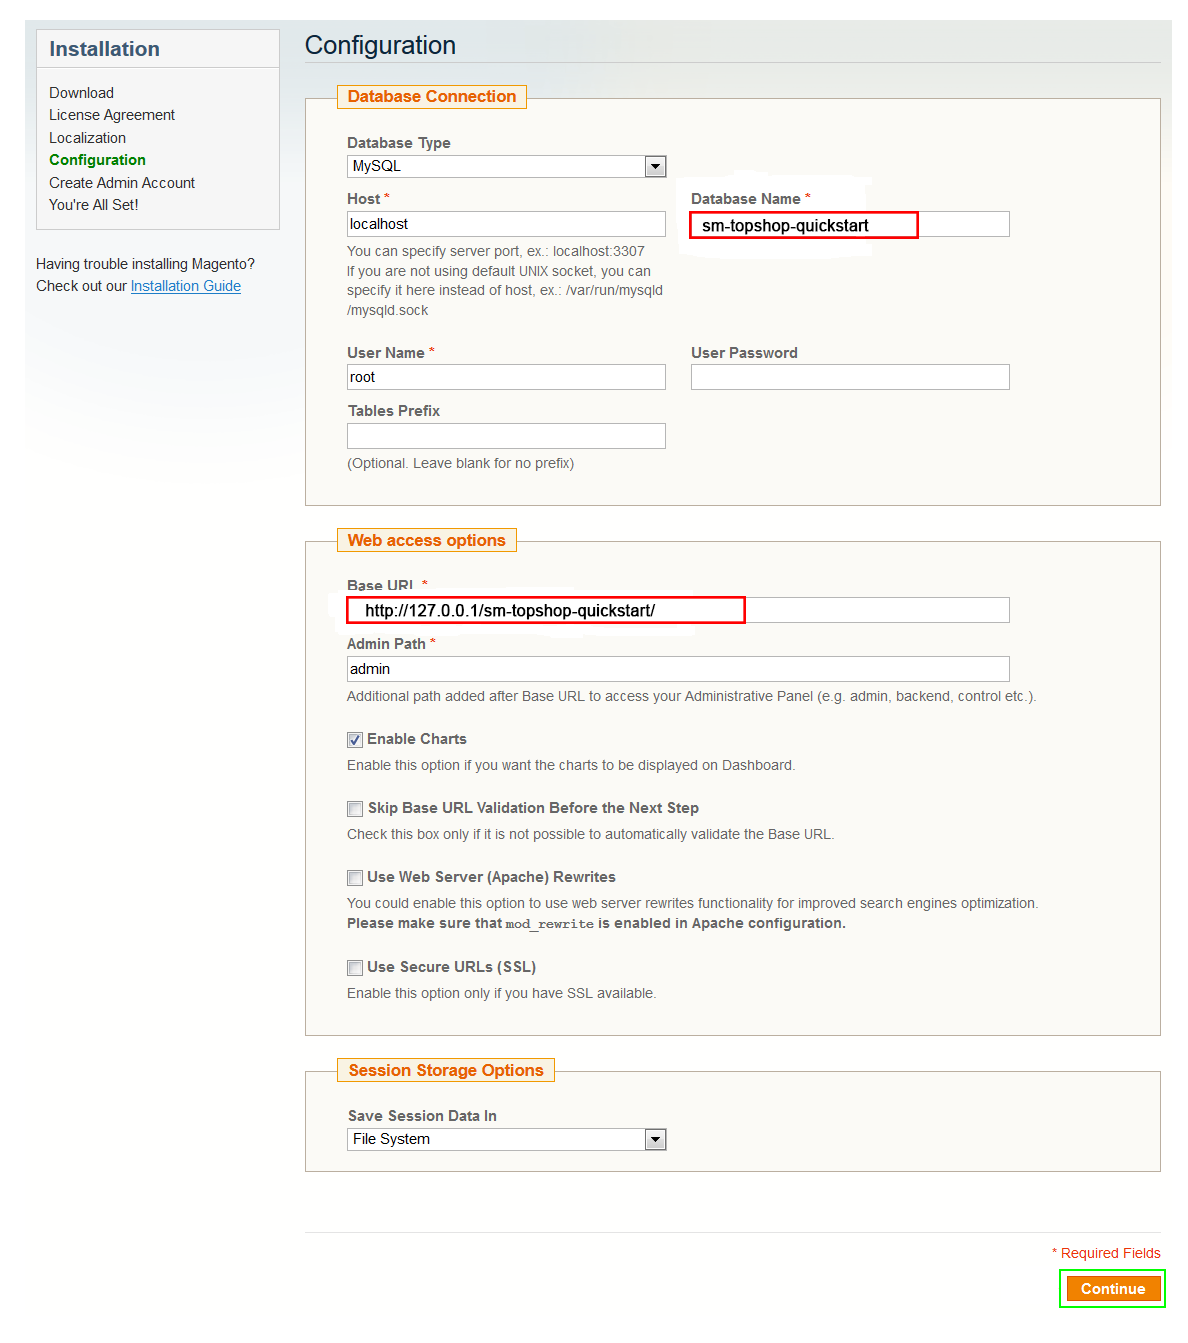 Installation
Download
License Agreement
Localization
Configuration
Create Admin Account
You're All Set!
Having trouble installing Magento?
Check out our Installation Guide
Configuration
Database Connection
Database Type
MySQL
Host *
localhost
You can specify server port, ex.: localhost:3307
If you are not using default UNIX socket, you can
specify it here instead of host, ex.: /var/run/mysqld
/mysqld.sock
Database Name *
sm-topshop-quickstart
User Name *
root
User Password
Tables Prefix
(Optional. Leave blank for no prefix)
Web access options
Base URL *
http://127.0.0.1/sm-topshop-quickstart/
Admin Path *
admin
Additional path added after Base URL to access your Administrative Panel (e.g. admin, backend, control etc.).
Enable Charts
Enable this option if you want the charts to be displayed on Dashboard.
Skip Base URL Validation Before the Next Step
Check this box only if it is not possible to automatically validate the Base URL.
Use Web Server (Apache) Rewrites
You could enable this option to use web server rewrites functionality for improved search engines optimization.
Please make sure that mod_rewrite is enabled in Apache configuration.
Use Secure URLs (SSL)
Enable this option only if you have SSL available.
Session Storage Options
Save Session Data In
File System
* Required Fields
Continue